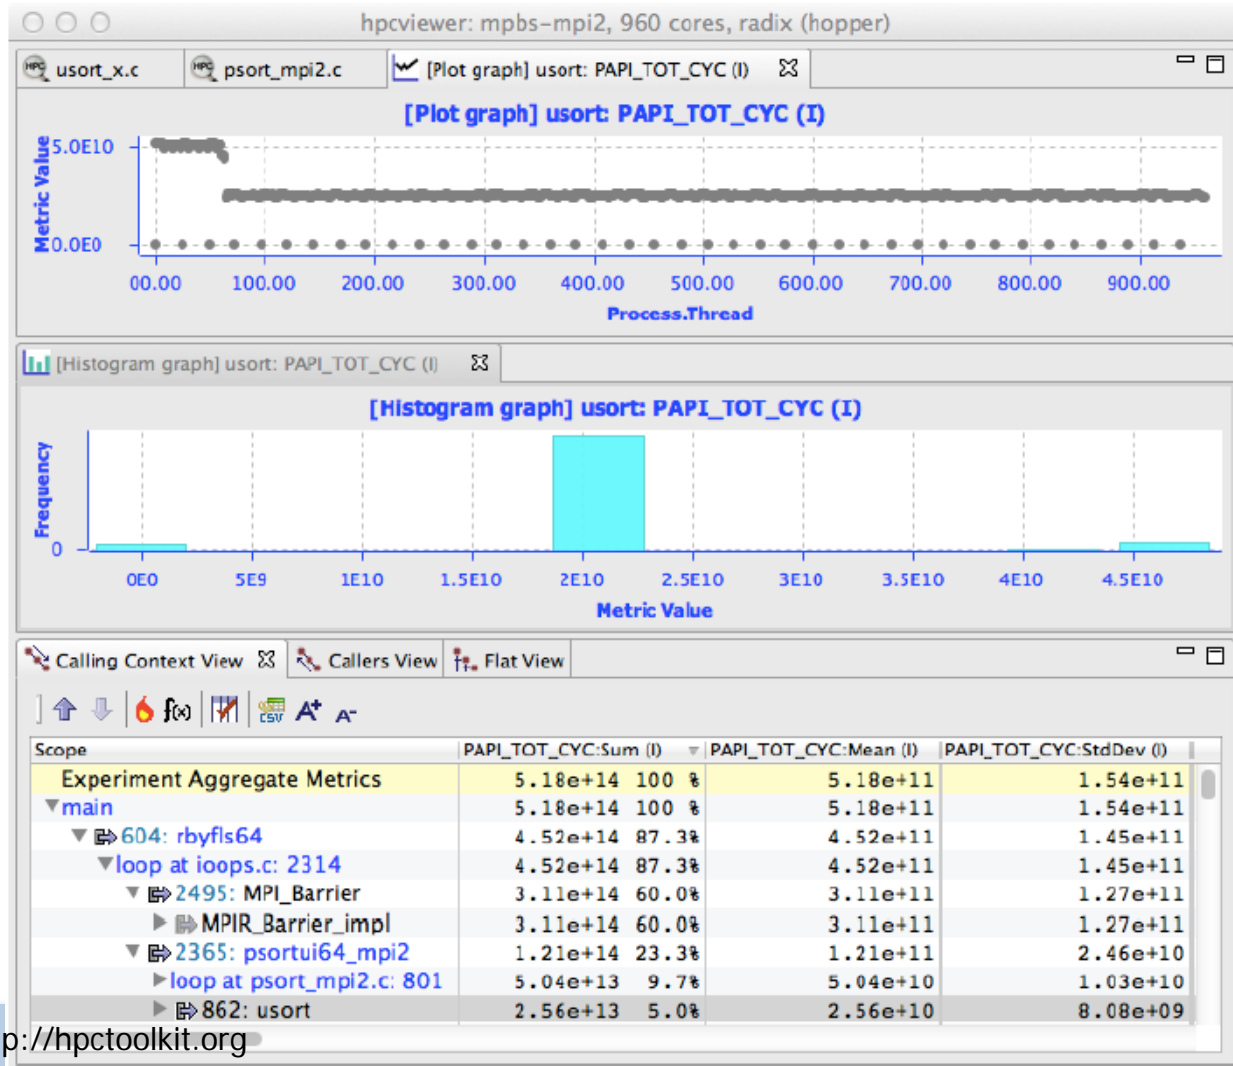 hpcviewer: mpbs-mpi2, 960 cores, radix (hopper)
usort_x.c psort_mpi2.c [Plot graph] usort: PAPI_TOT_CYC (I)
[Plot graph] usort: PAPI_TOT_CYC (I)
Metric Value
5.0E10
0.0E0
00.00 100.00 200.00 300.00 400.00 500.00 600.00 700.00 800.00 900.00
Process.Thread
[Histogram graph] usort: PAPI_TOT_CYC (I)
[Histogram graph] usort: PAPI_TOT_CYC (I)
Frequency
0
0E0 5E9 1E10 1.5E10 2E10 2.5E10 3E10 3.5E10 4E10 4.5E10
Metric Value
Calling Context View Callers View Flat View
f(x) CSV A+ A-
Scope PAPI_TOT_CYC:Sum (I) PAPI_TOT_CYC:Mean (I) PAPI_TOT_CYC:StdDev (I)
Experiment Aggregate Metrics 5.18e+14 100 % 5.18e+11 1.54e+11
main 5.18e+14 100 % 5.18e+11 1.54e+11
604: rbyfls64 4.52e+14 87.3% 4.52e+11 1.45e+11
loop at ioops.c: 2314 4.52e+14 87.3% 4.52e+11 1.45e+11
2495: MPI_Barrier 3.11e+14 60.0% 3.11e+11 1.27e+11
MPIR_Barrier_impl 3.11e+14 60.0% 3.11e+11 1.27e+11
2365: psortui64_mpi2 1.21e+14 23.3% 1.21e+11 2.46e+10
loop at psort_mpi2.c: 801 5.04e+13 9.7% 5.04e+10 1.03e+10
862: usort 2.56e+13 5.0% 2.56e+10 8.08e+09
p://hpctoolkit.org